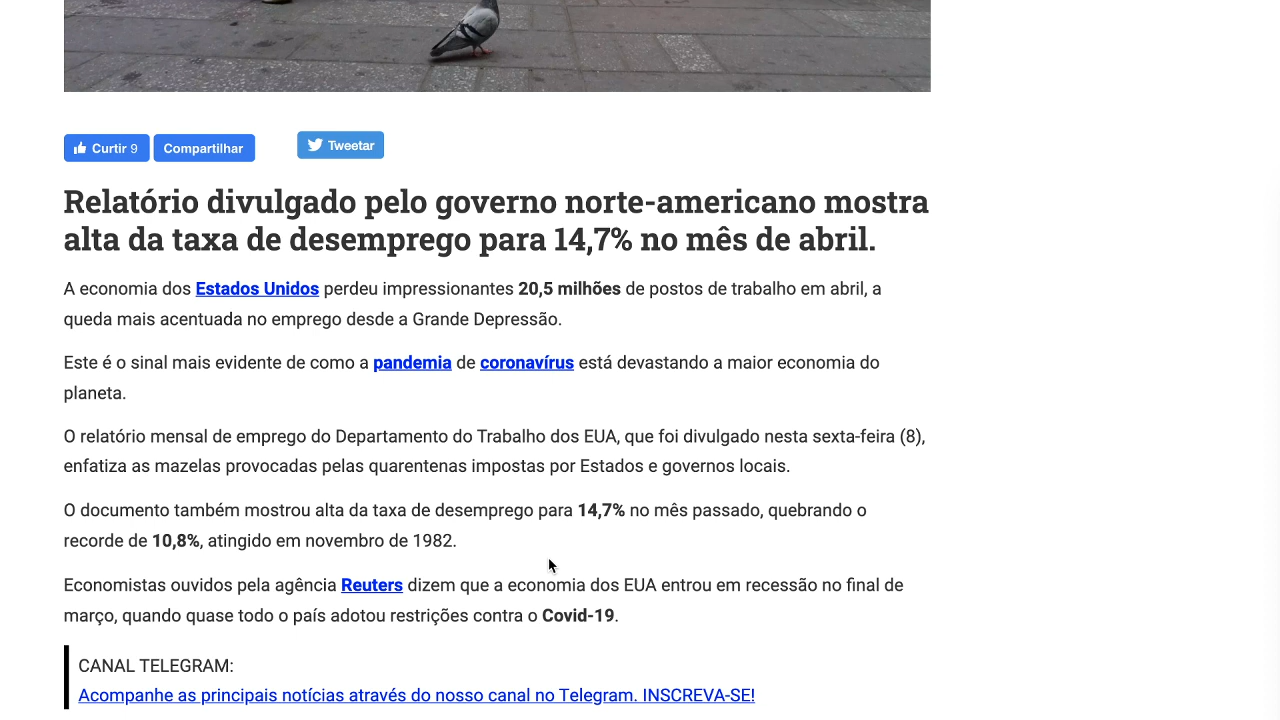 Curtir 9 Compartilhar Tweetar
Relatório divulgado pelo governo norte-americano mostra
alta da taxa de desemprego para 14,7% no mês de abril.
A economia dos Estados Unidos perdeu impressionantes 20,5 milhões de postos de trabalho em abril, a
queda mais acentuada no emprego desde a Grande Depressão.
Este é o sinal mais evidente de como a pandemia de coronavírus está devastando a maior economia do
planeta.
O relatório mensal de emprego do Departamento do Trabalho dos EUA, que foi divulgado nesta sexta-feira (8),
enfatiza as mazelas provocadas pelas quarentenas impostas por Estados e governos locais.
O documento também mostrou alta da taxa de desemprego para 14,7% no mês passado, quebrando o
recorde de 10,8%, atingido em novembro de 1982.
Economistas ouvidos pela agência Reuters dizem que a economia dos EUA entrou em recessão no final de
março, quando quase todo o país adotou restrições contra o Covid-19.
CANAL TELEGRAM:
Acompanhe as principais notícias através do nosso canal no Telegram. INSCREVA-SE!